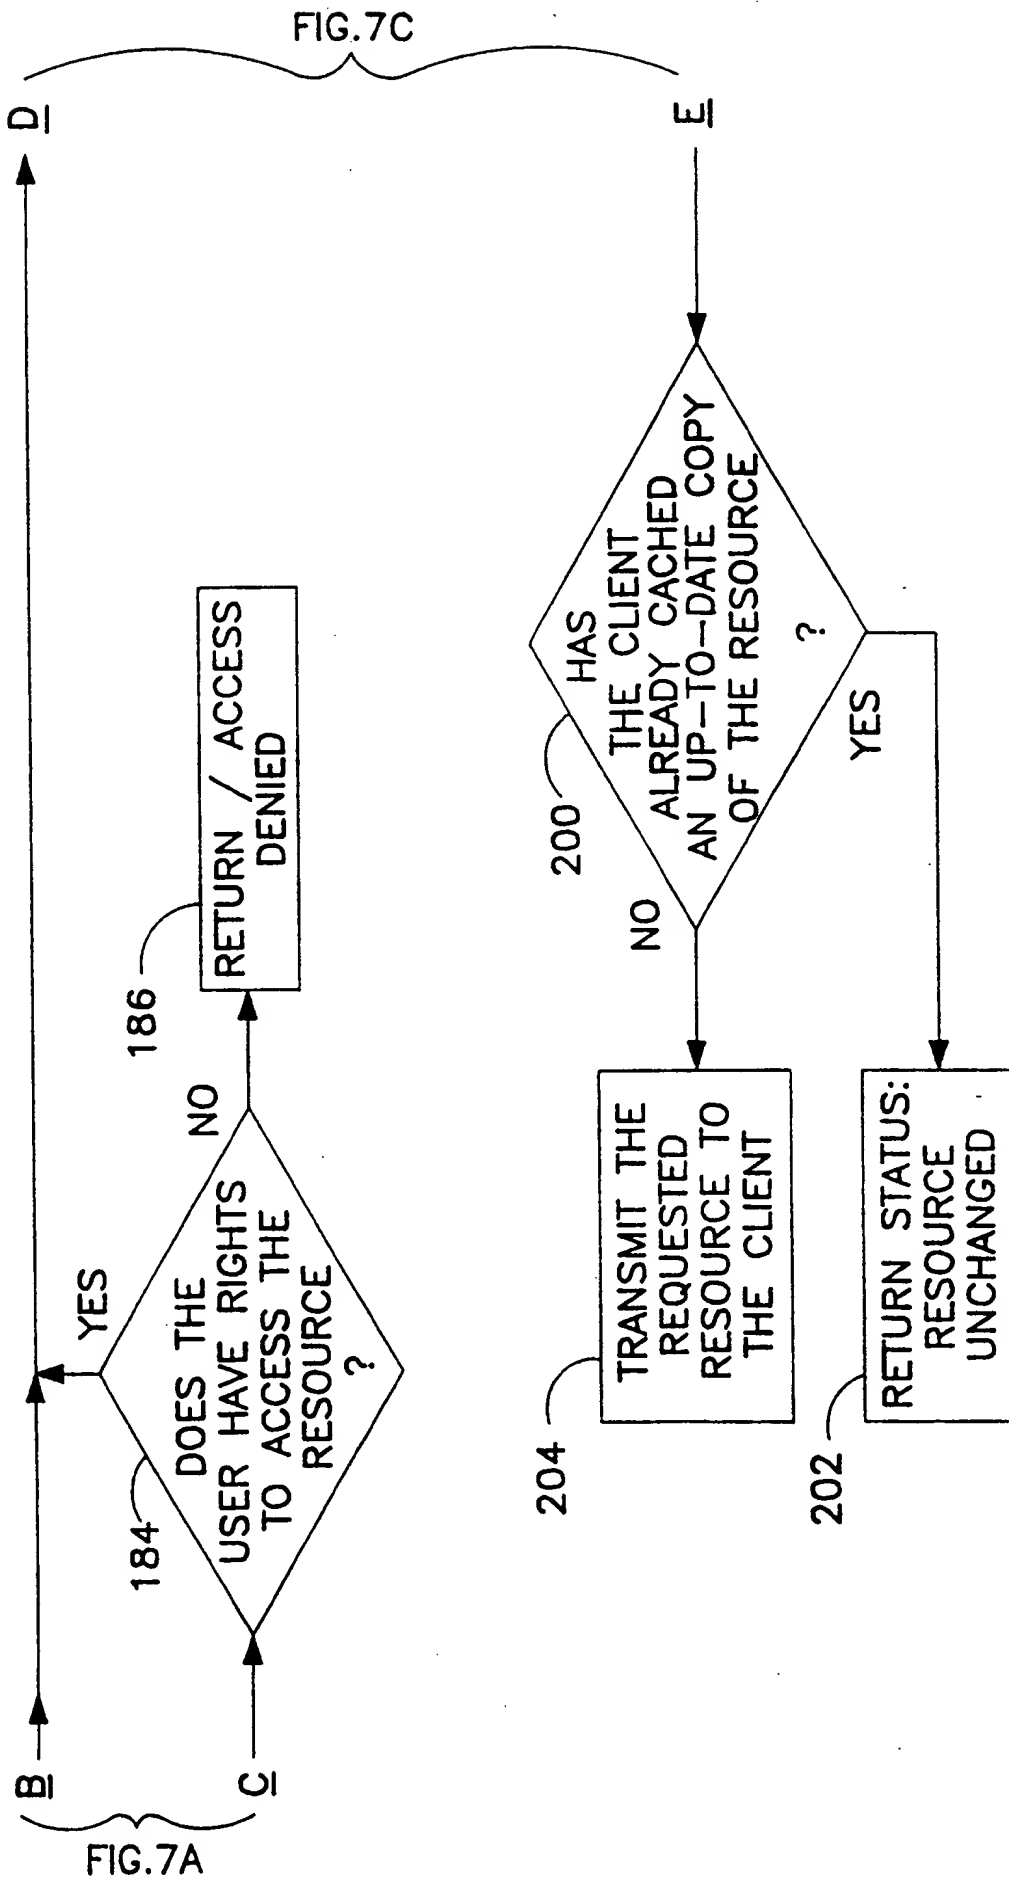 FIG.7A
B
C
184
DOES THE
USER HAVE RIGHTS
TO ACCESS THE
RESOURCE
?
YES
NO
186
RETURN / ACCESS
DENIED
D
E
FIG.7C
200
HAS
THE CLIENT
ALREADY CACHED
AN UP-TO-DATE COPY
OF THE RESOURCE
?
NO
YES
204
TRANSMIT THE
REQUESTED
RESOURCE TO
THE CLIENT
202
RETURN STATUS:
RESOURCE
UNCHANGED